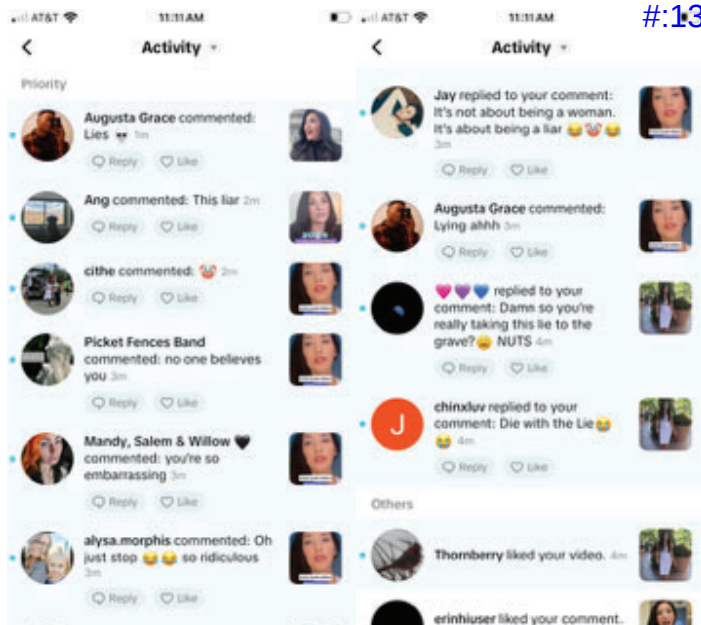 AT&T
11:11AM
Activity
Priority
Augusta Grace commented:
Lies 💀 1m
Reply Like
Ang commented: This liar 2m
Reply Like
cithe commented: 🤡 2m
Reply Like
Picket Fences Band
commented: no one believes
you 3m
Reply Like
Mandy, Salem & Willow 🖤
commented: you're so
embarrassing 3m
Reply Like
alysa.morphis commented: Oh
just stop 😂😂 so ridiculous
3m
Reply Like
AT&T
11:11AM
#:13
Activity
Jay replied to your comment:
It's not about being a woman.
It's about being a liar 😂🤡😂
3m
Reply Like
Augusta Grace commented:
Lying ahhh 3m
Reply Like
💗💜💙 replied to your
comment: Damn so you're
really taking this lie to the
grave?😩 NUTS 4m
Reply Like
J
chinxluv replied to your
comment: Die with the Lie😭
😭 4m
Reply Like
Others
Thornberry liked your video. 4m
erinhiuser liked your comment.